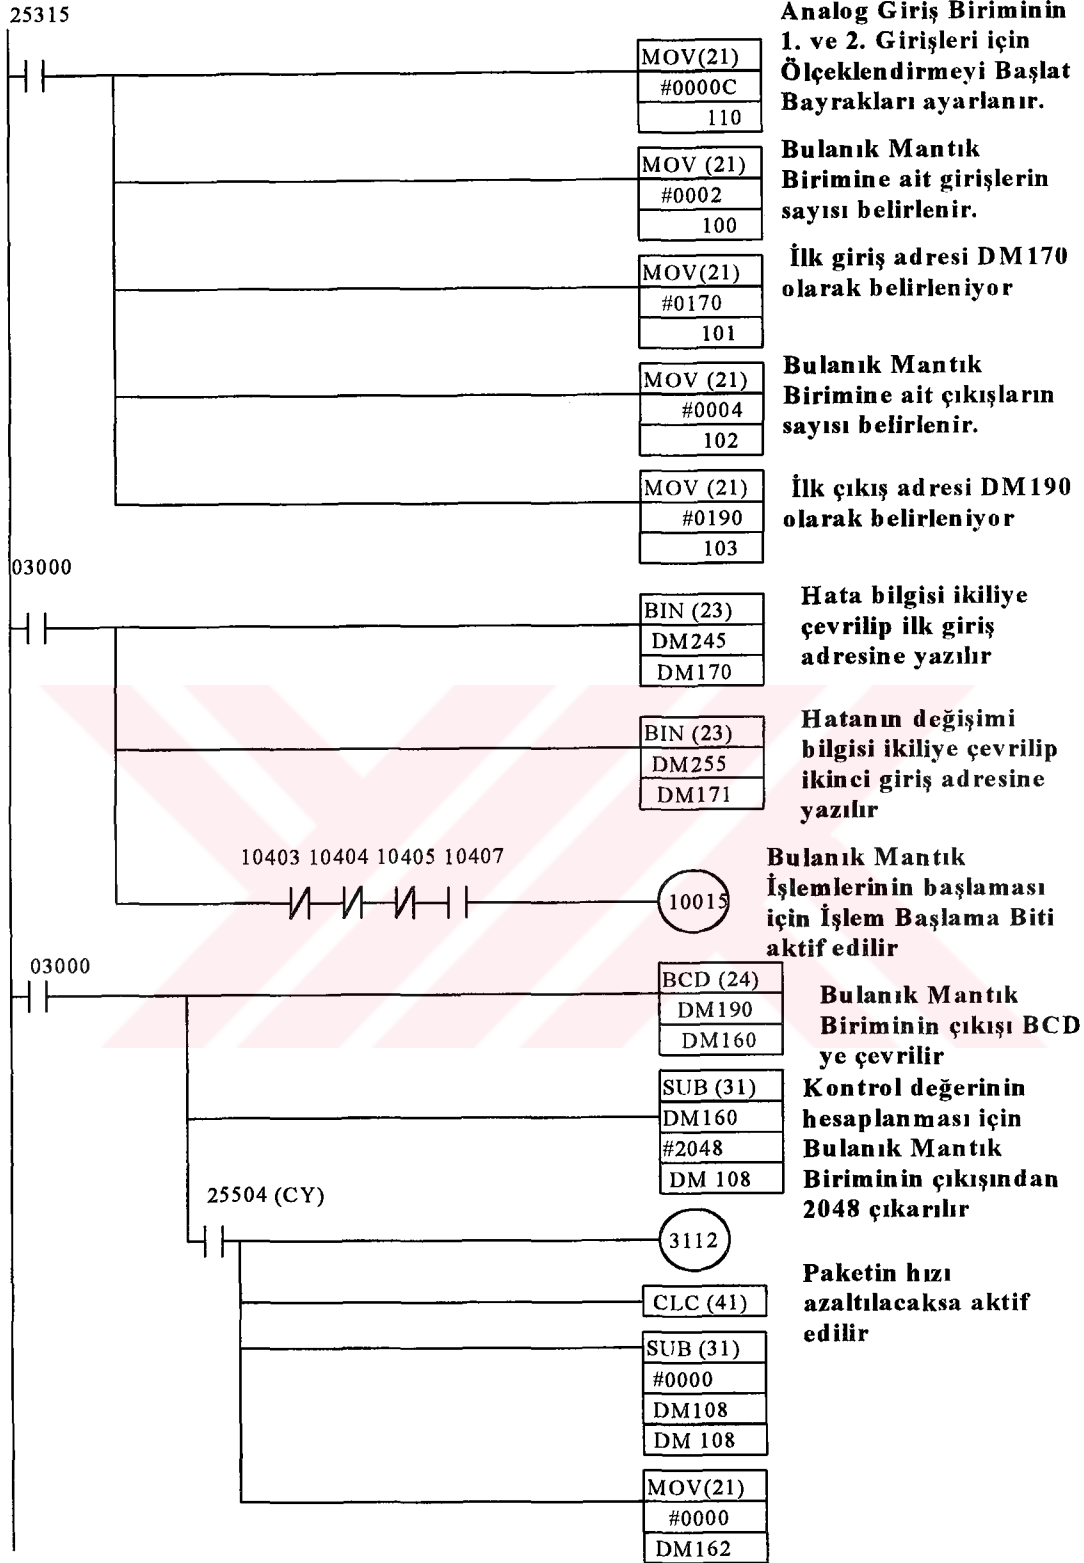 25315
MOV(21)
#0000C
110
Analog Giriş Biriminin
1. ve 2. Girişleri için
Ölçeklendirmeyi Başlat
Bayrakları ayarlanır.
MOV (21)
#0002
100
Bulanık Mantık
Birimine ait girişlerin
sayısı belirlenir.
MOV(21)
#0170
101
İlk giriş adresi DM170
olarak belirleniyor
MOV (21)
#0004
102
Bulanık Mantık
Birimine ait çıkışların
sayısı belirlenir.
MOV (21)
#0190
103
İlk çıkış adresi DM190
olarak belirleniyor
03000
BIN (23)
DM245
DM170
Hata bilgisi ikiliye
çevrilip ilk giriş
adresine yazılır
BIN (23)
DM255
DM171
Hatanın değişimi
bilgisi ikiliye çevrilip
ikinci giriş adresine
yazılır
10403 10404 10405 10407
10015
Bulanık Mantık
İşlemlerinin başlaması
için İşlem Başlama Biti
aktif edilir
03000
BCD (24)
DM190
DM160
Bulanık Mantık
Biriminin çıkışı BCD
ye çevrilir
SUB (31)
DM160
#2048
DM 108
Kontrol değerinin
hesaplanması için
Bulanık Mantık
Biriminin çıkışından
2048 çıkarılır
25504 (CY)
3112
CLC (41)
Paketin hızı
azaltılacaksa aktif
edilir
SUB (31)
#0000
DM108
DM 108
MOV(21)
#0000
DM162